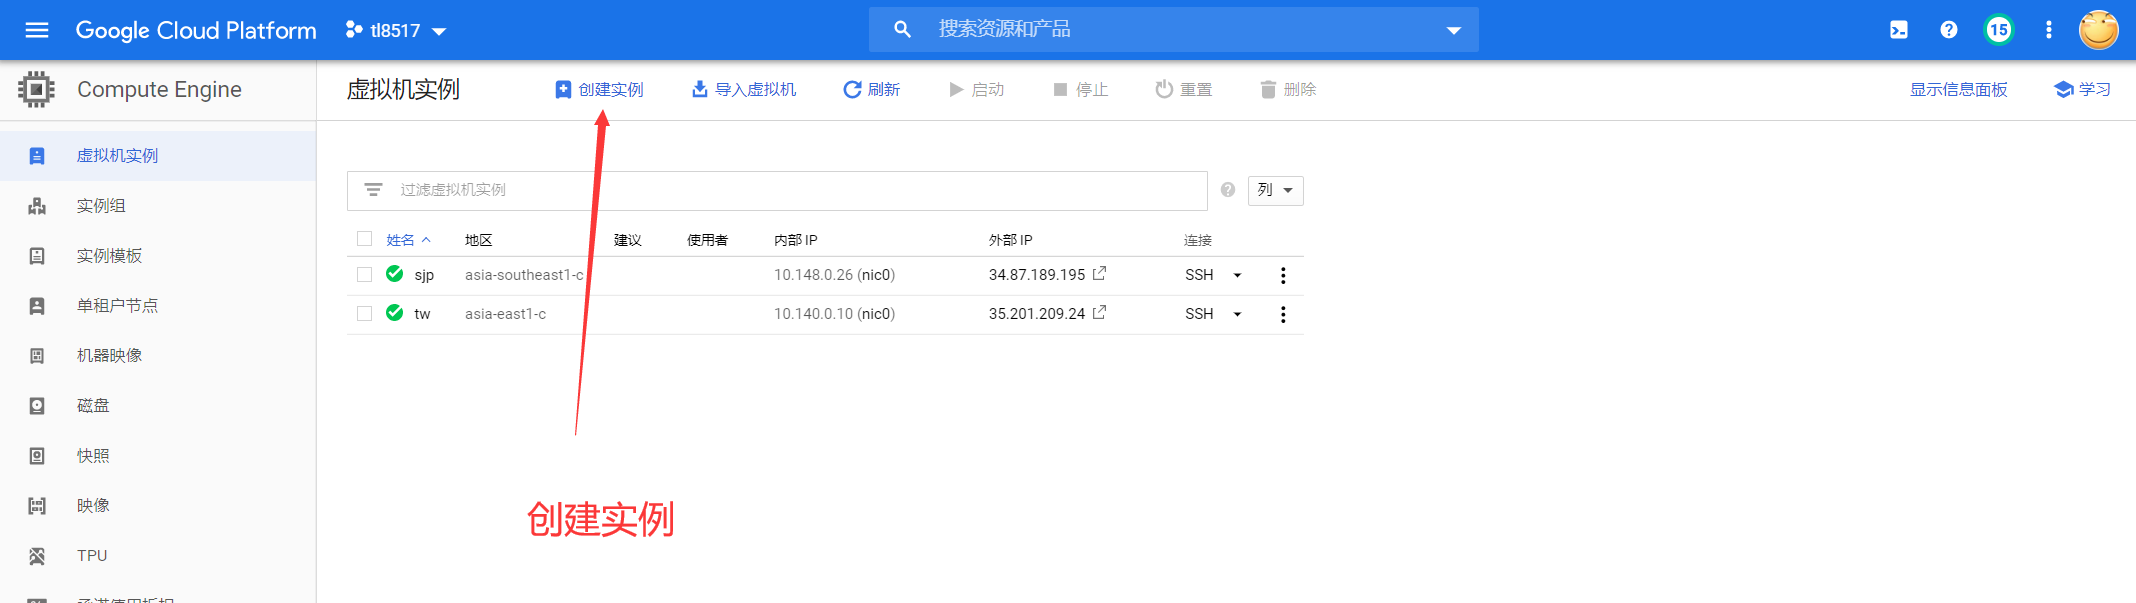 Google Cloud Platform
tl8517
搜索资源和产品
15
Compute Engine
虚拟机实例
创建实例
导入虚拟机
刷新
启动
停止
重置
删除
显示信息面板
学习
虚拟机实例
实例组
实例模板
单租户节点
机器映像
磁盘
快照
映像
TPU
过滤虚拟机实例
列
姓名 地区 建议 使用者 内部 IP 外部 IP 连接
sjp asia-southeast1-c 10.148.0.26 (nic0) 34.87.189.195 SSH
tw asia-east1-c 10.140.0.10 (nic0) 35.201.209.24 SSH
创建实例